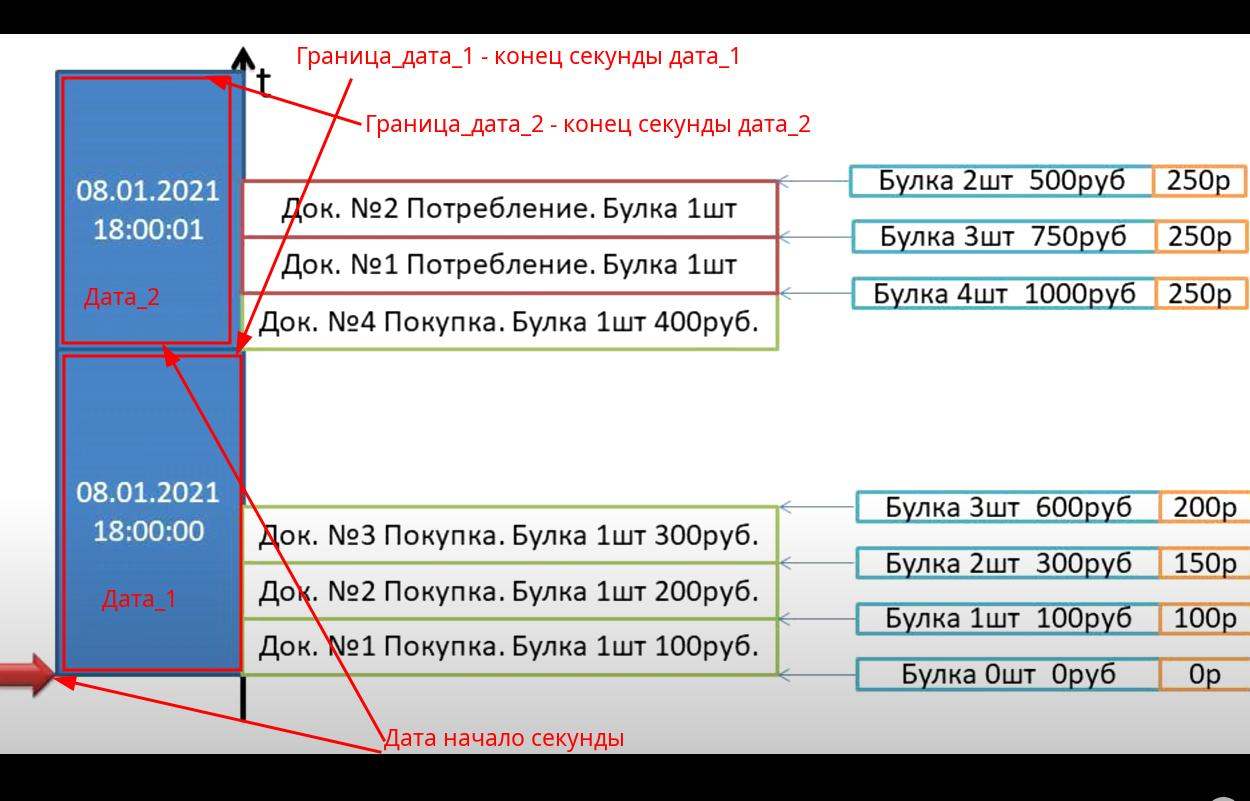 Граница_дата_1 - конец секунды дата_1
t
Граница_дата_2 - конец секунды дата_2
08.01.2021
18:00:01
Дата_2
Док. №2 Потребление. Булка 1шт
Булка 2шт 500руб 250р
Док. №1 Потребление. Булка 1шт
Булка 3шт 750руб 250р
Док. №4 Покупка. Булка 1шт 400руб.
Булка 4шт 1000руб 250р
08.01.2021
18:00:00
Дата_1
Булка 3шт 600руб 200р
Док. №3 Покупка. Булка 1шт 300руб.
Булка 2шт 300руб 150р
Док. №2 Покупка. Булка 1шт 200руб.
Булка 1шт 100руб 100р
Док. №1 Покупка. Булка 1шт 100руб.
Булка 0шт 0руб 0р
Дата начало секунды